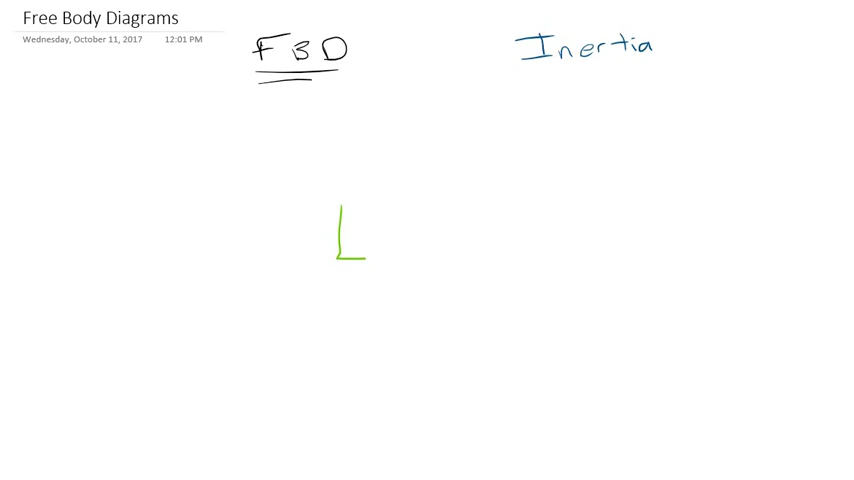 Free Body Diagrams
Wednesday, October 11, 2017 12:01 PM
FBD
Inertia